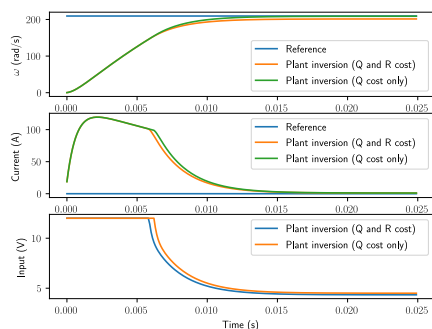 200
100
0
ω (rad/s)
Reference
Plant inversion (Q and R cost)
Plant inversion (Q cost only)
0.000 0.005 0.010 0.015 0.020 0.025
100
50
0
Current (A)
Reference
Plant inversion (Q and R cost)
Plant inversion (Q cost only)
0.000 0.005 0.010 0.015 0.020 0.025
10
5
Input (V)
Plant inversion (Q and R cost)
Plant inversion (Q cost only)
0.000 0.005 0.010 0.015 0.020 0.025
Time (s)